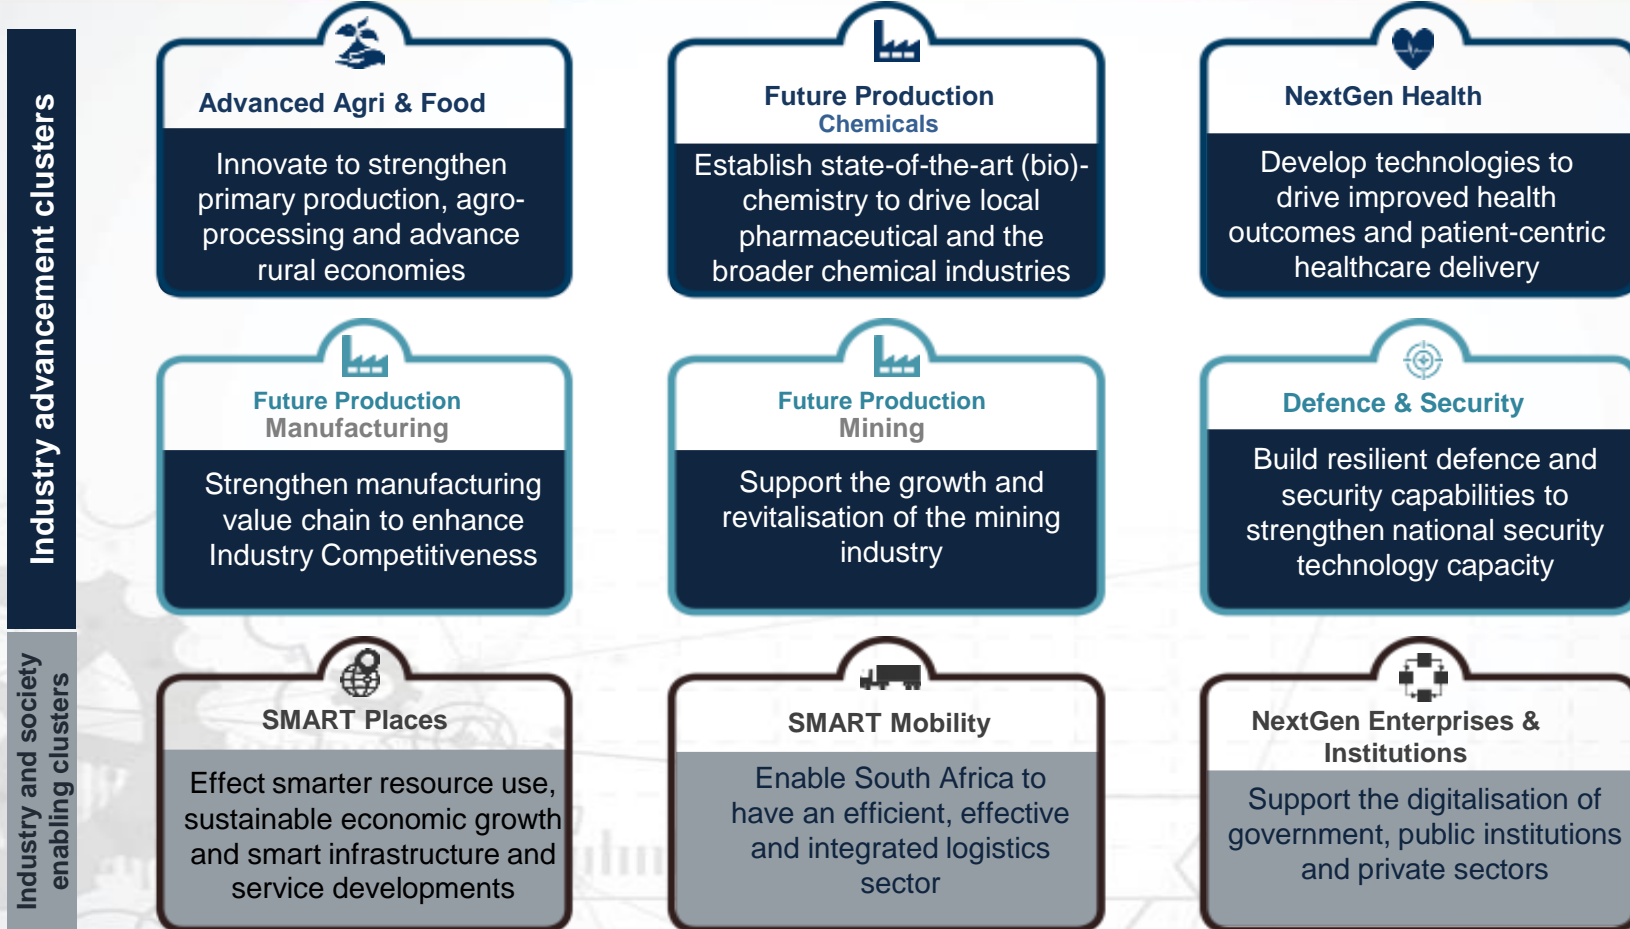 Industry advancement clusters
Advanced Agri & Food
Innovate to strengthen
primary production, agro-
processing and advance
rural economies
Future Production
Chemicals
Establish state-of-the-art (bio)-
chemistry to drive local
pharmaceutical and the
broader chemical industries
NextGen Health
Develop technologies to
drive improved health
outcomes and patient-centric
healthcare delivery
Future Production
Manufacturing
Strengthen manufacturing
value chain to enhance
Industry Competitiveness
Future Production
Mining
Support the growth and
revitalisation of the mining
industry
Defence & Security
Build resilient defence and
security capabilities to
strengthen national security
technology capacity
Industry and society
enabling clusters
SMART Places
Effect smarter resource use,
sustainable economic growth
and smart infrastructure and
service developments
SMART Mobility
Enable South Africa to
have an efficient, effective
and integrated logistics
sector
NextGen Enterprises &
Institutions
Support the digitalisation of
government, public institutions
and private sectors